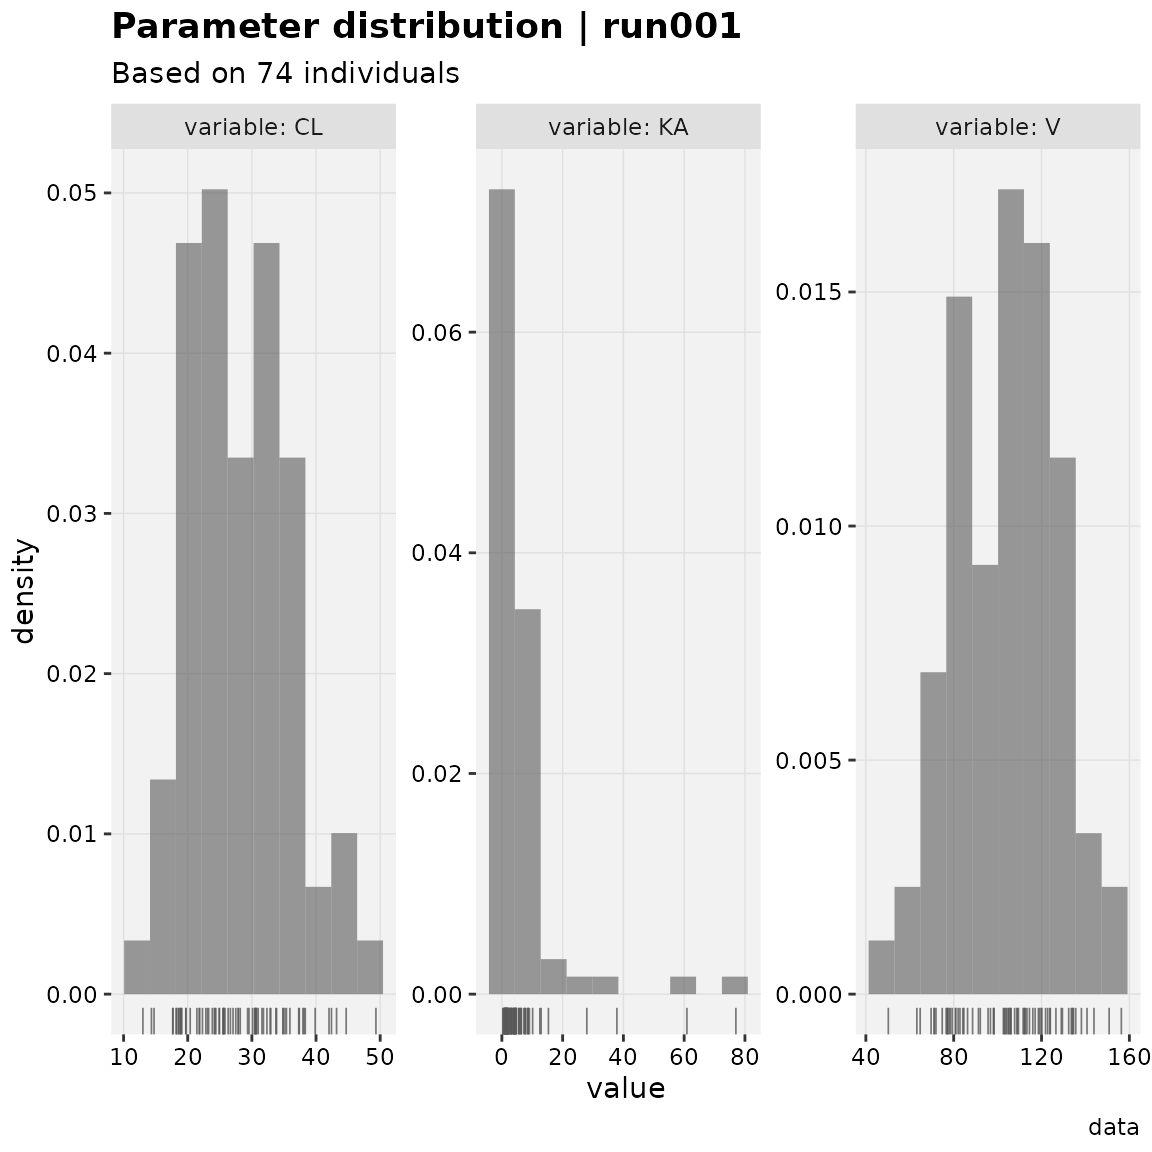 Parameter distribution | run001
Based on 74 individuals
variable: CL
variable: KA
variable: V
density
0.05
0.04
0.03
0.02
0.01
0.00
0.06
0.04
0.02
0.00
0.015
0.010
0.005
0.000
10 20 30 40 50
0 20 40 60 80
40 80 120 160
value
data